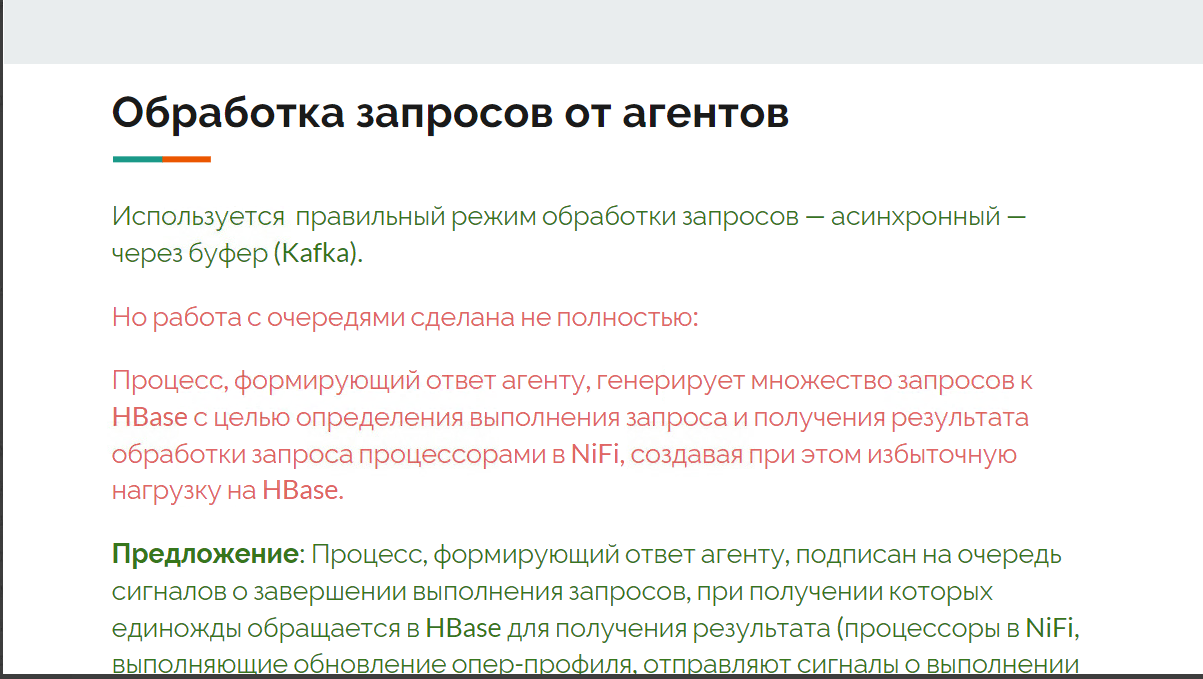 Обработка запросов от агентов
Используется правильный режим обработки запросов — асинхронный —
через буфер (Kafka).
Но работа с очередями сделана не полностью:
Процесс, формирующий ответ агенту, генерирует множество запросов к
HBase с целью определения выполнения запроса и получения результата
обработки запроса процессорами в NiFi, создавая при этом избыточную
нагрузку на HBase.
Предложение: Процесс, формирующий ответ агенту, подписан на очередь
сигналов о завершении выполнения запросов, при получении которых
единожды обращается в HBase для получения результата (процессоры в NiFi,
выполняющие обновление опер-профиля, отправляют сигналы о выполнении